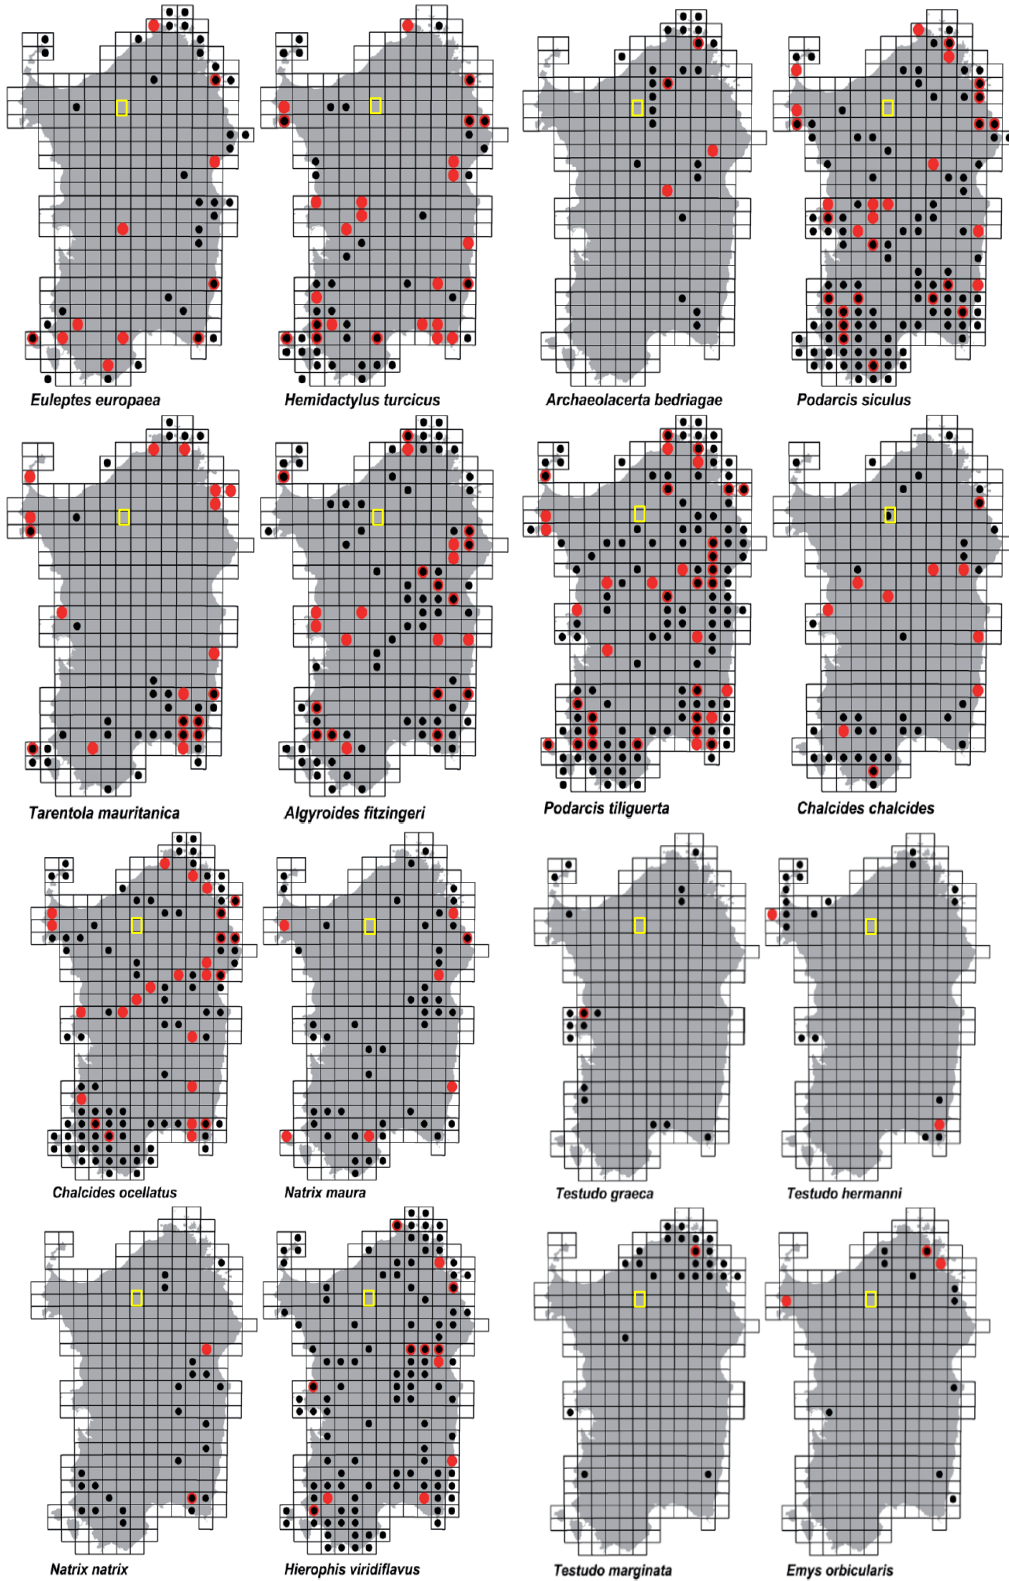 Euleptes europaea
Hemidactylus turcicus
Archaeolacerta bedriagae
Podarcis siculus
Tarentola mauritanica
Algyroides fitzingeri
Podarcis tiliguerta
Chalcides chalcides
Chalcides ocellatus
Natrix maura
Testudo graeca
Testudo hermanni
Natrix natrix
Hierophis viridiflavus
Testudo marginata
Emys orbicularis